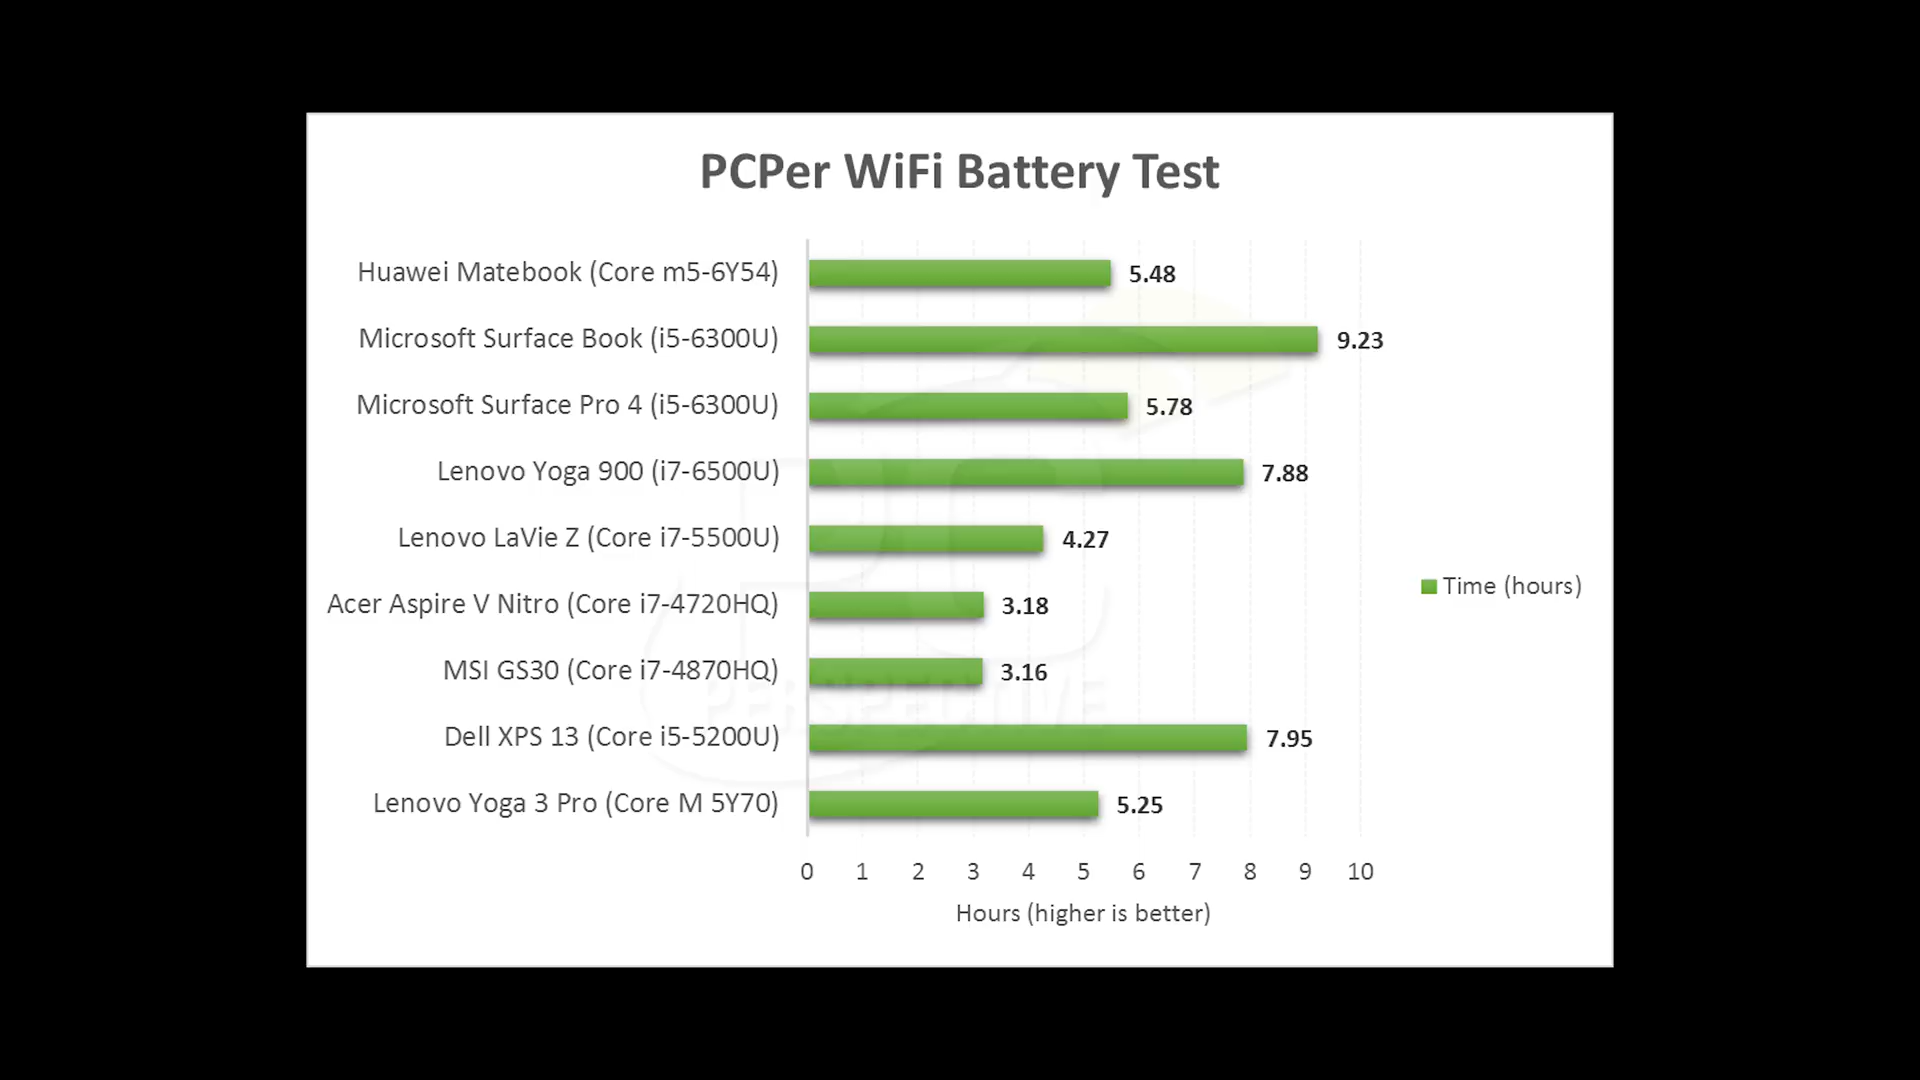 PCPer WiFi Battery Test
Huawei Matebook (Core m5-6Y54) 5.48
Microsoft Surface Book (i5-6300U) 9.23
Microsoft Surface Pro 4 (i5-6300U) 5.78
Lenovo Yoga 900 (i7-6500U) 7.88
Lenovo LaVie Z (Core i7-5500U) 4.27
Acer Aspire V Nitro (Core i7-4720HQ) 3.18
MSI GS30 (Core i7-4870HQ) 3.16
Dell XPS 13 (Core i5-5200U) 7.95
Lenovo Yoga 3 Pro (Core M 5Y70) 5.25
0 1 2 3 4 5 6 7 8 9 10
Hours (higher is better)
Time (hours)
PC
PERSPECTIVE